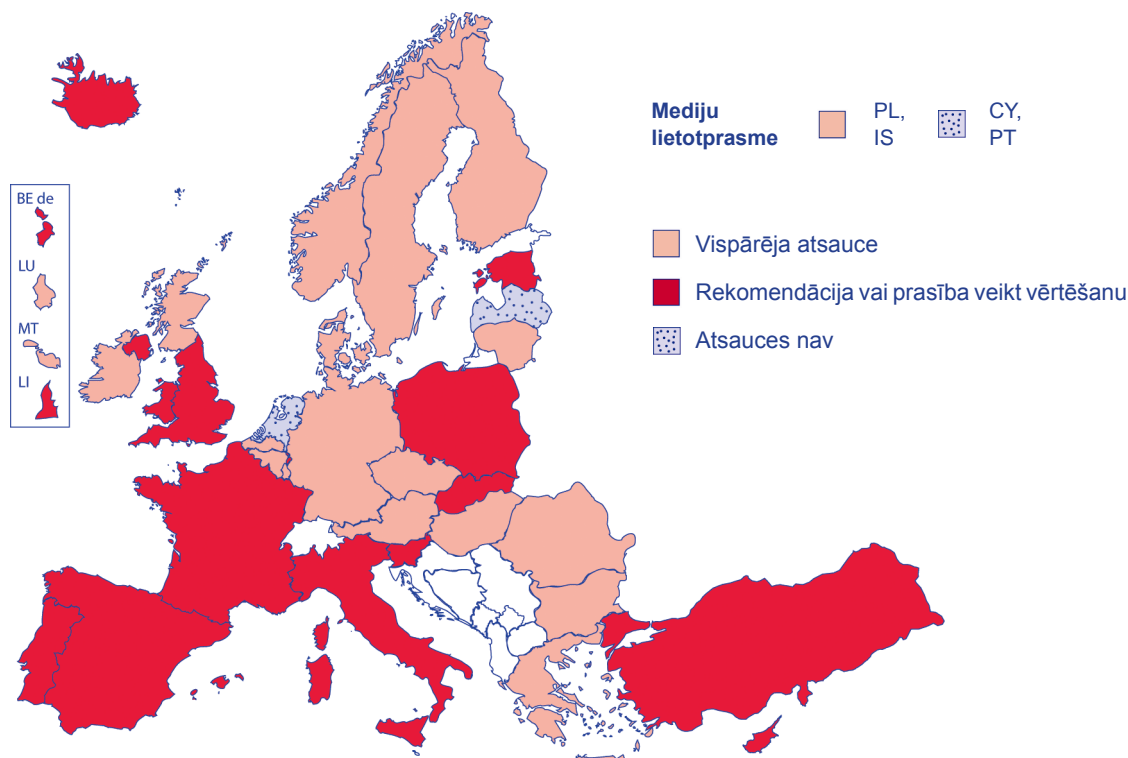 Mediju
lietotprasme
PL,
IS
CY,
PT
BE de
LU
MT
LI
Vispārēja atsauce
Rekomendācija vai prasība veikt vērtēšanu
Atsauces nav